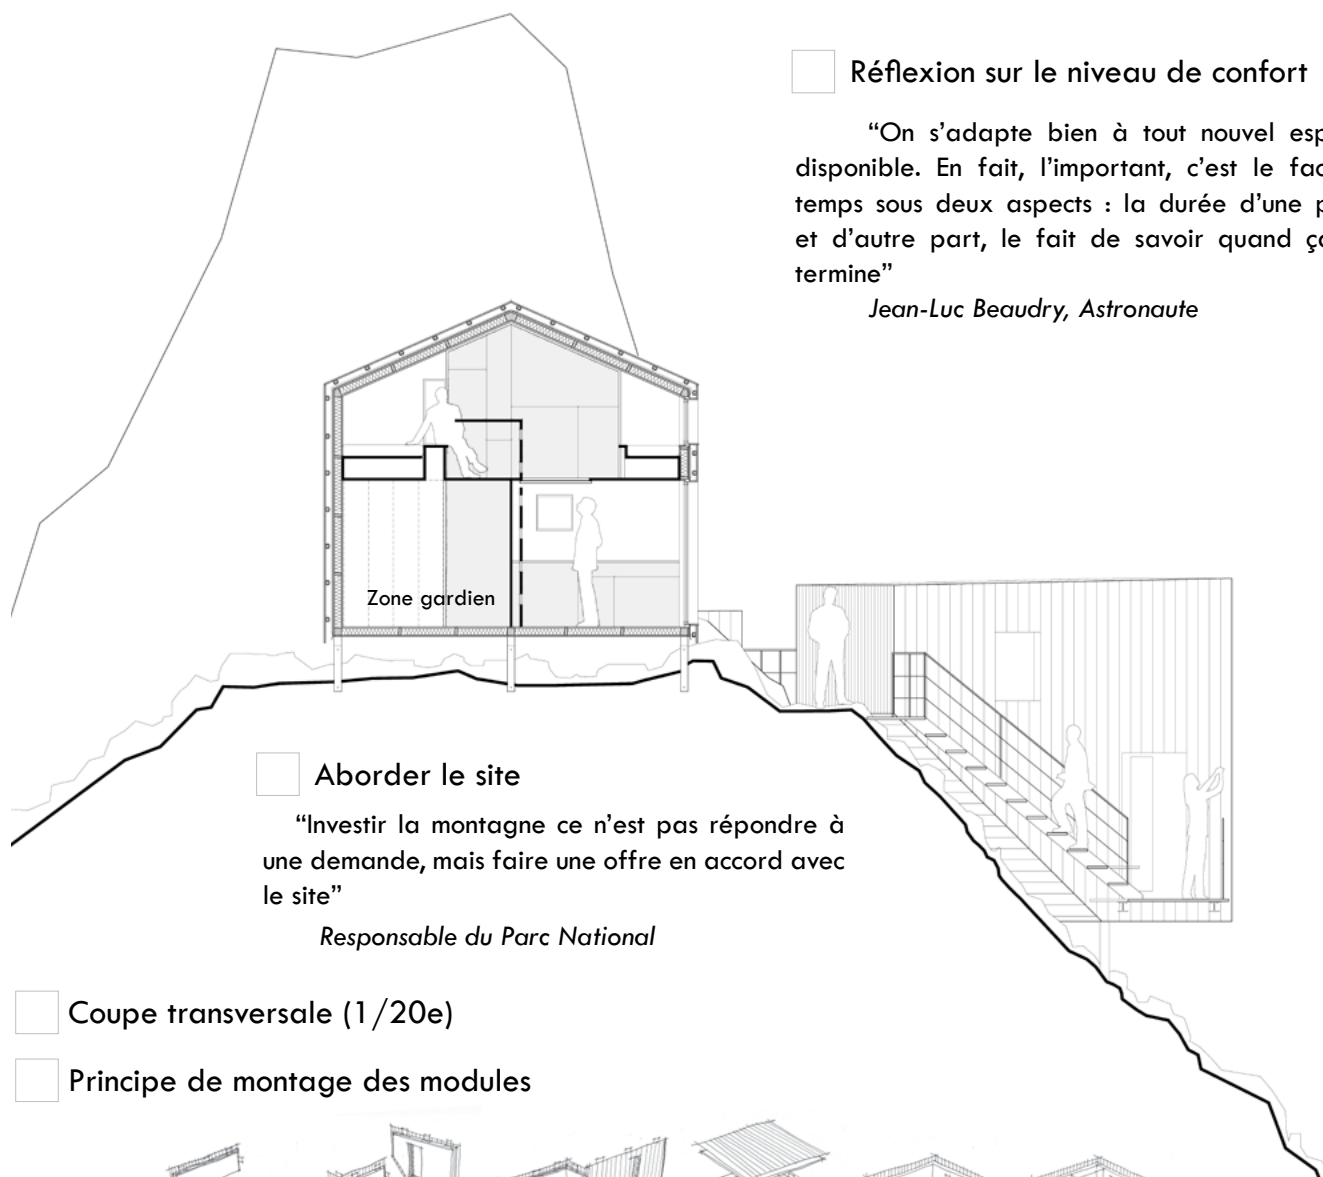 Réflexion sur le niveau de confort
“On s’adapte bien à tout nouvel
disponible. En fait, l’important, c’est le
temps sous deux aspects : la durée d’une
et d’autre part, le fait de savoir quand
termine”
Jean-Luc Beaudry, Astronaute
Zone gardien
Aborder le site
“Investir la montagne ce n’est pas répondre à
une demande, mais faire une offre en accord avec
le site”
Responsable du Parc National
Coupe transversale (1/20e)
Principe de montage des modules